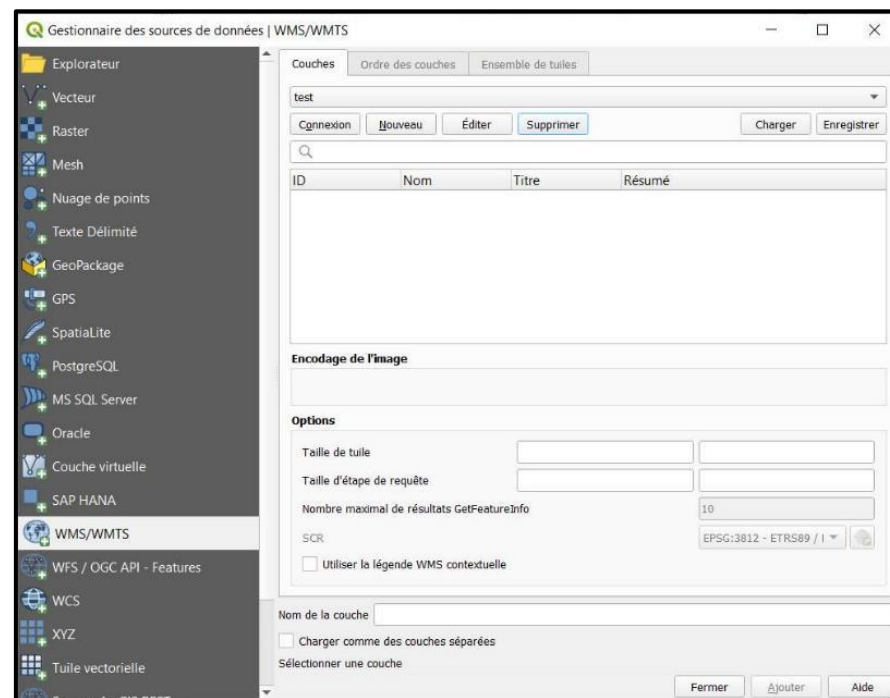 Gestionnaire des sources de données | WMS/WMTS
Explorateur
Vecteur
Raster
Mesh
Nuage de points
Texte Délimité
GeoPackage
GPS
SpatiaLite
PostgreSQL
MS SQL Server
Oracle
Couche virtuelle
SAP HANA
WMS/WMTS
WFS / OGC API - Features
WCS
XYZ
Tuile vectorielle
Couches Ordre des couches Ensemble de tuiles
test
Connexion Nouveau Éditer Supprimer Charger Enregistrer
ID Nom Titre Résumé
Encodage de l'image
Options
Taille de tuile
Taille d'étape de requête
Nombre maximal de résultats GetFeatureInfo 10
SCR EPSG:3812 - ETRS89 /
Utiliser la légende WMS contextuelle
Nom de la couche
Charger comme des couches séparées
Sélectionner une couche
Fermer Ajouter Aide